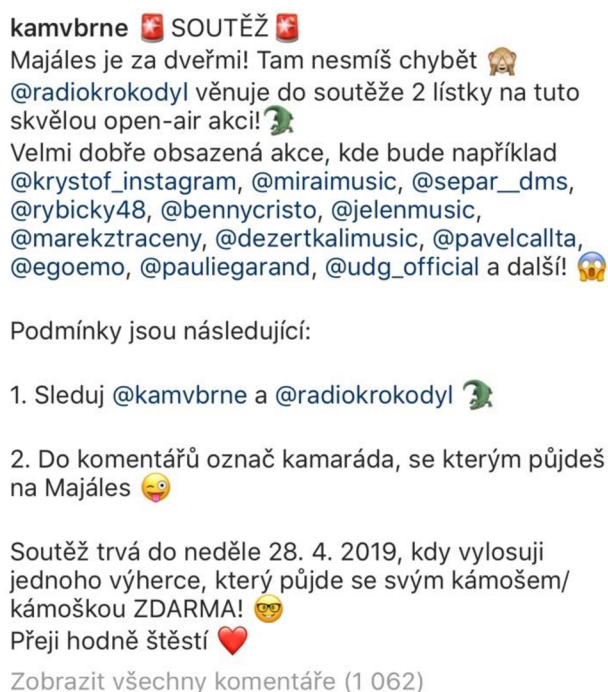 kamvbrne 🚨 SOUTĚŽ 🚨
Majáles je za dveřmi! Tam nesmíš chybět 🙈
@radiokrokodyl věnuje do soutěže 2 lístky na tuto
skvělou open-air akci!🐊
Velmi dobře obsazená akce, kde bude například
@krystof_instagram, @miraimusic, @separ__dms,
@rybicky48, @bennycristo, @jelenmusic,
@marekztraceny, @dezertkalimusic, @pavelcallta,
@egoemo, @pauliegarand, @udg_official a další! 😱
Podmínky jsou následující:
1. Sleduj @kamvbrne a @radiokrokodyl 🐊
2. Do komentářů označ kamaráda, se kterým půjdeš
na Majáles 😜
Soutěž trvá do neděle 28. 4. 2019, kdy vylosuji
jednoho výherce, který půjde se svým kámošem/
kámoškou ZDARMA! 🤓
Přeji hodně štěstí ❤️
Zobrazit všechny komentáře (1 062)